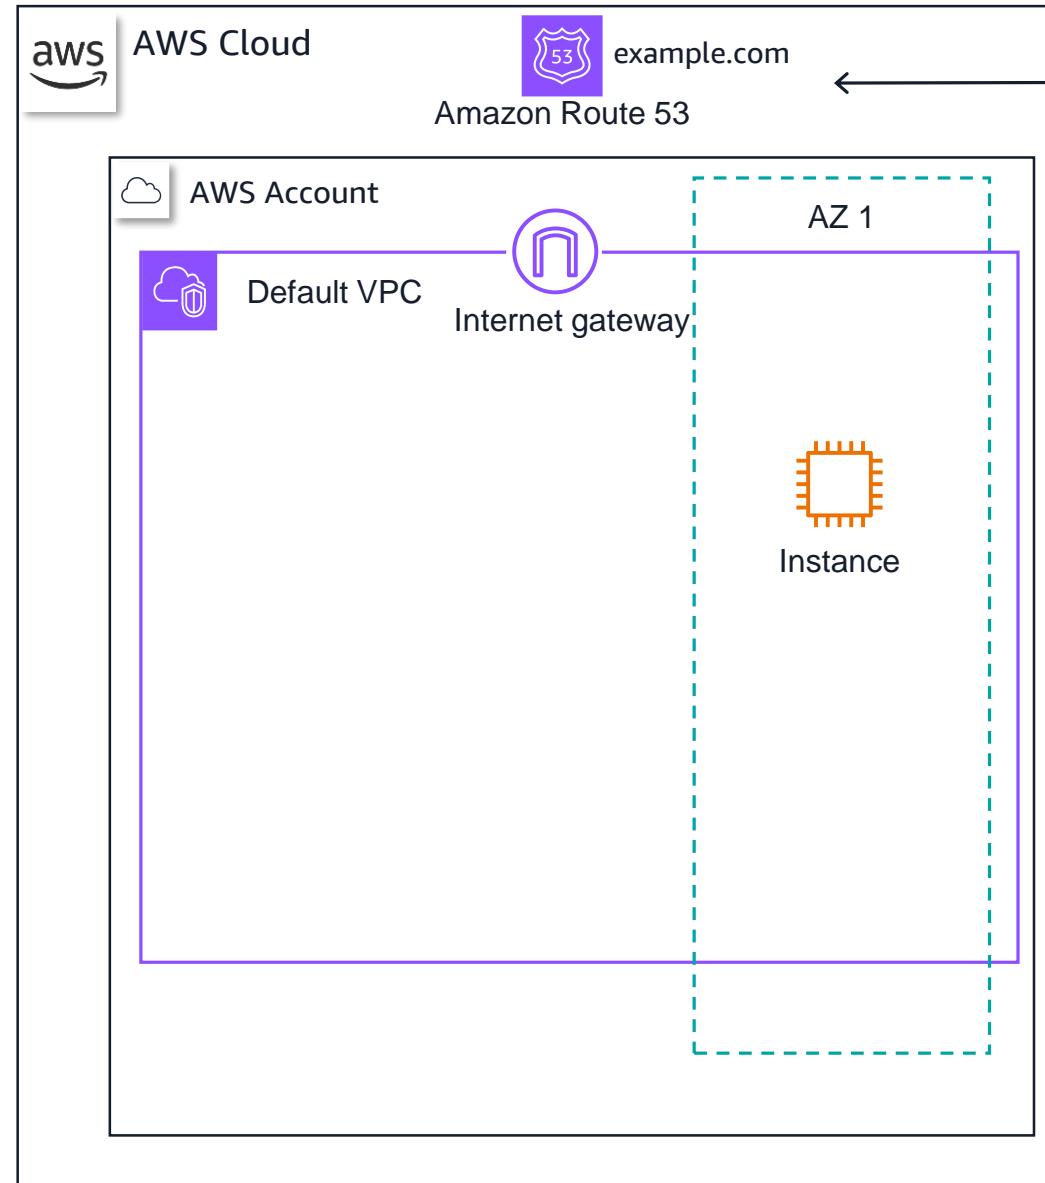 aws
AWS Cloud
53
example.com
Amazon Route 53
AWS Account
AZ 1
Default VPC
Internet gateway
Instance